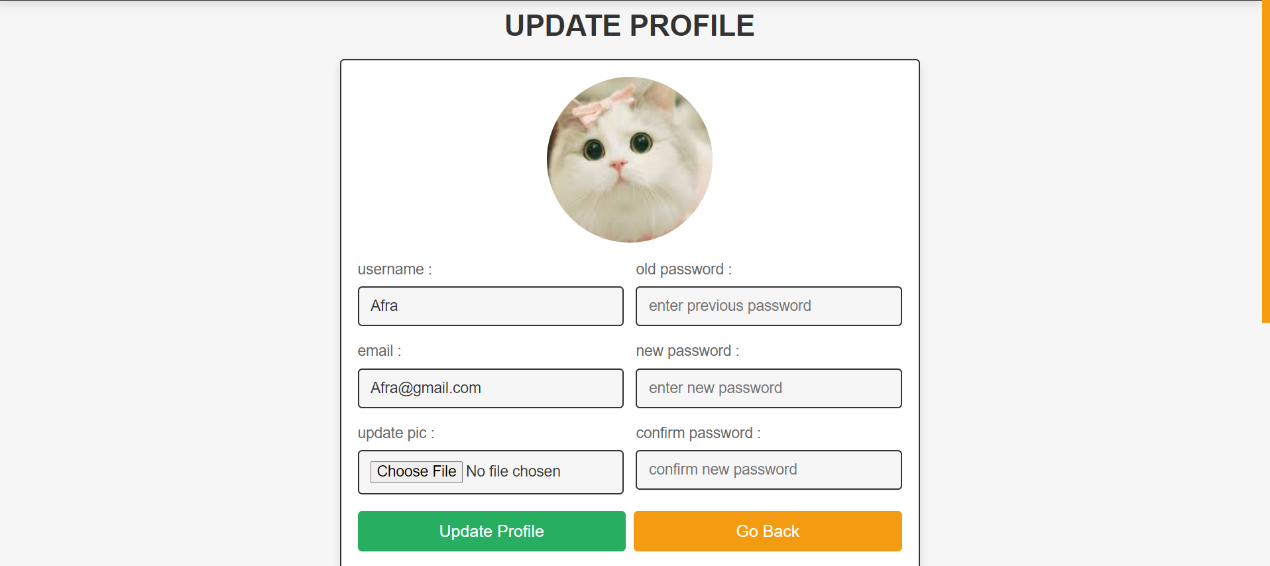 UPDATE PROFILE
username :
old password :
Afra
enter previous password
email :
new password :
Afra@gmail.com
enter new password
update pic :
confirm password :
Choose File No file chosen
confirm new password
Update Profile
Go Back